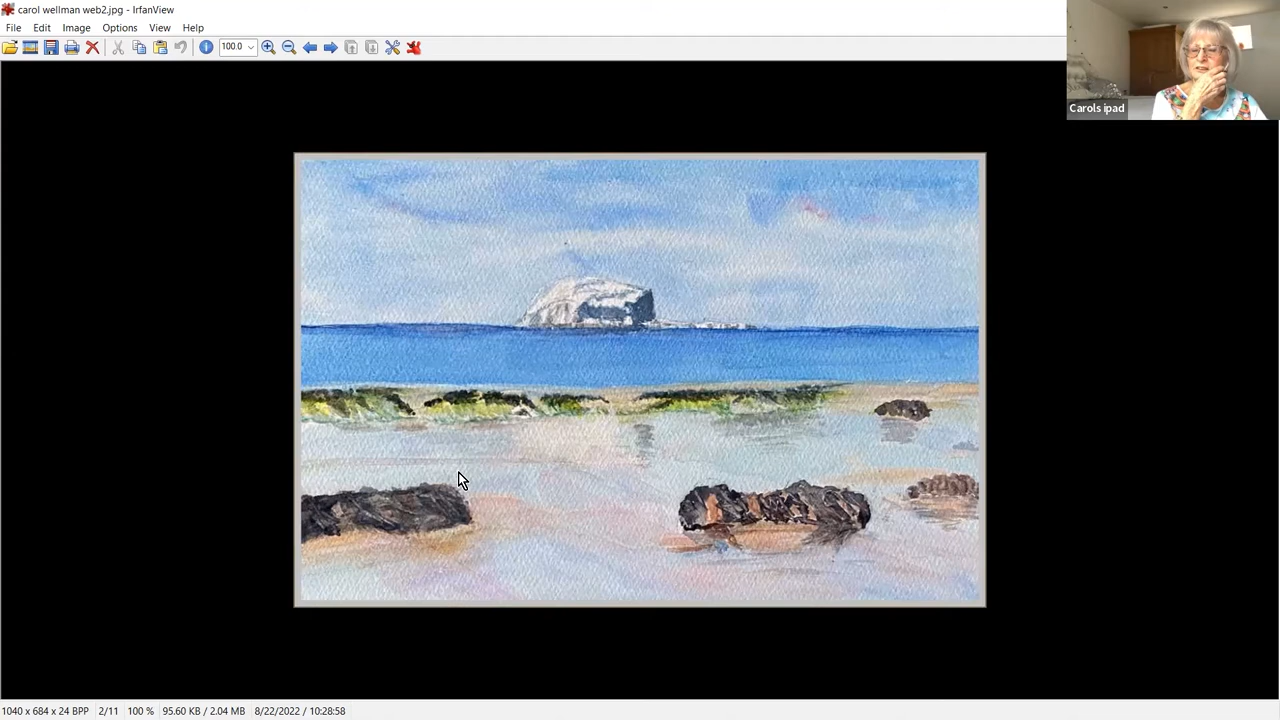 carol wellman web2.jpg - IrfanView
File Edit Image Options View Help
100.0
Carols ipad
1040 x 684 x 24 BPP 2/11 100 % 95.60 KB / 2.04 MB 8/22/2022 / 10:28:58